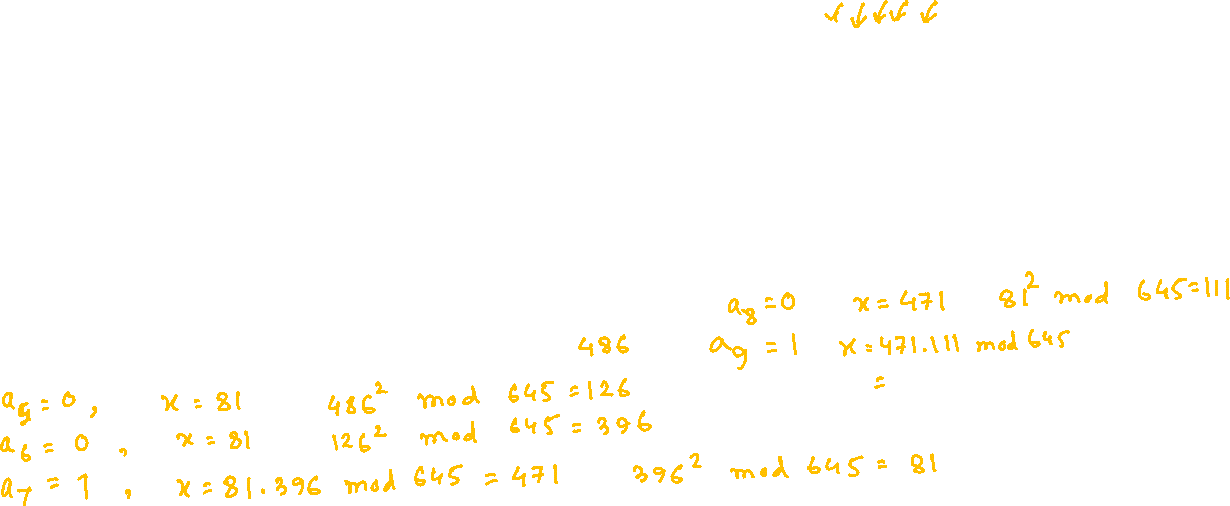 a₈ = 0 x = 471 81² mod 645 = 111
486 a₉ = 1 x = 471.111 mod 645
=
a₅ = 0, x = 81 486² mod 645 = 126
a₆ = 0, x = 81 126² mod 645 = 396
a₇ = 1, x = 81.396 mod 645 = 471 396² mod 645 = 81